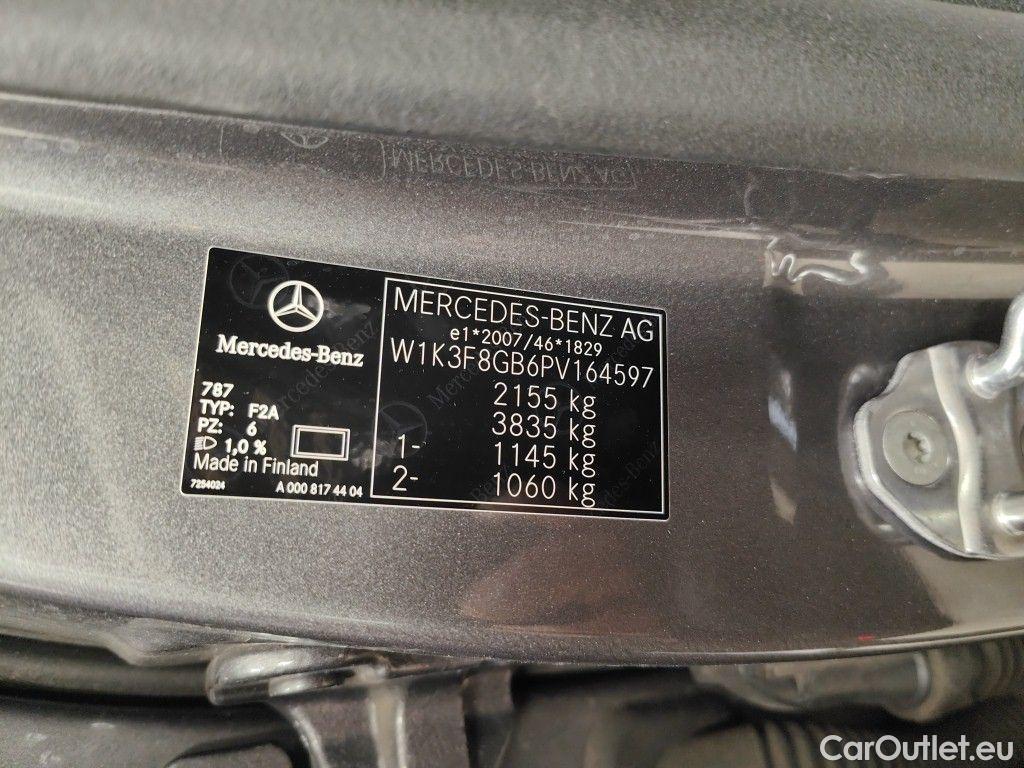 MERCEDES-BENZ AG
Mercedes-Benz
787
TYP: F2A
PZ: 6
1,0 %
Made in Finland
7254024 A 000 817 44 04
MERCEDES-BENZ AG
e1*2007/46*1829
W1K3F8GB6PV164597
2155 kg
3835 kg
1- 1145 kg
2- 1060 kg
CarOutlet.eu